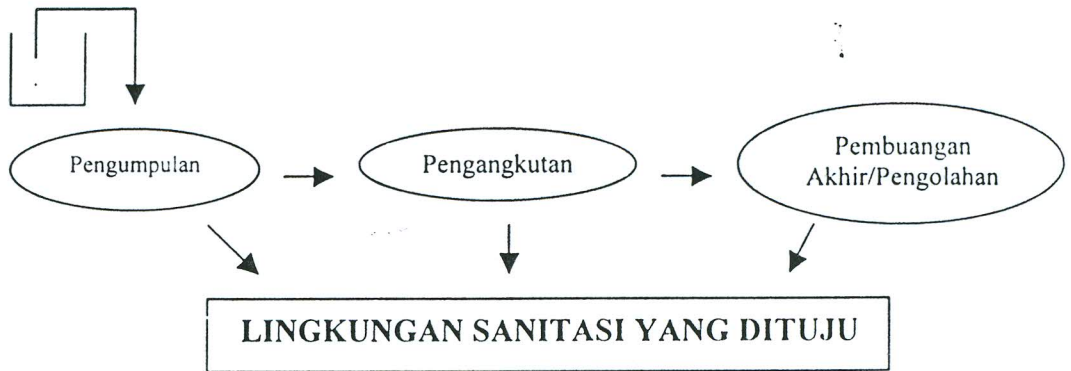 Pengumpulan
Pengangkutan
Pembuangan
Akhir/Pengolahan
LINGKUNGAN SANITASI YANG DITUJU